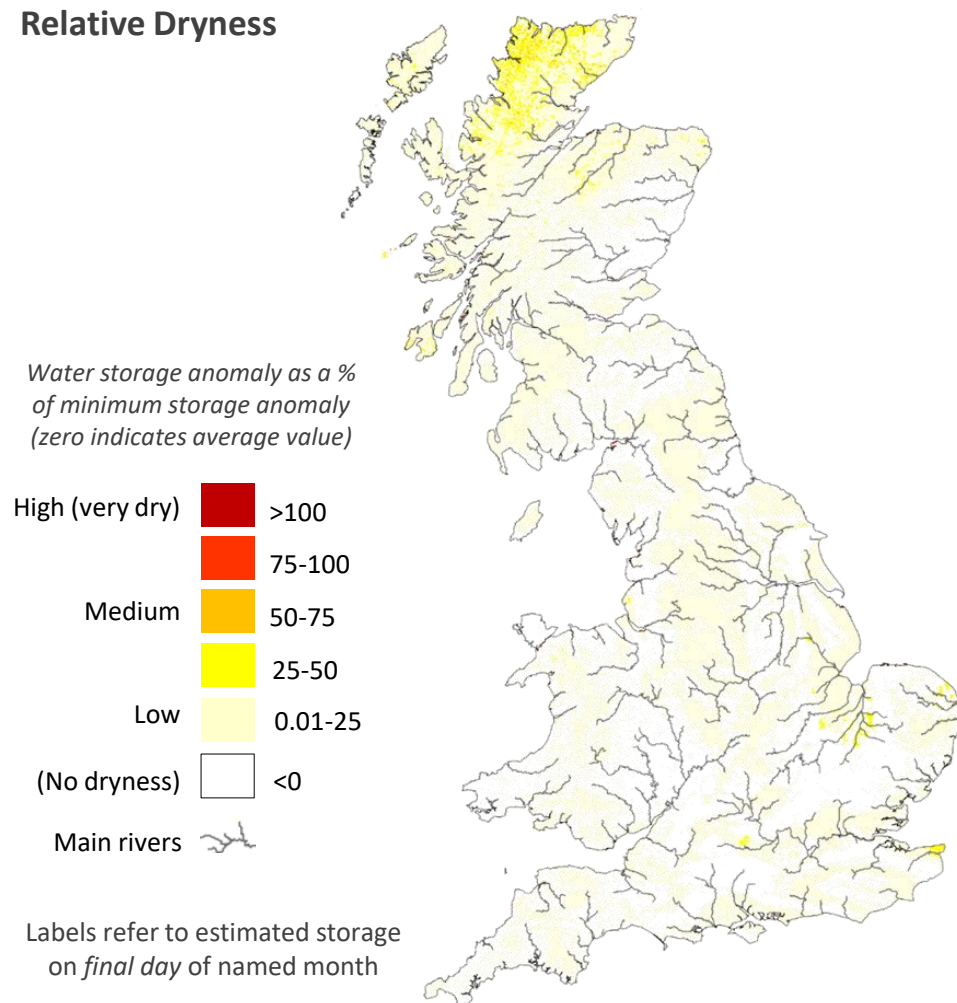 Relative Dryness
Water storage anomaly as a %
of minimum storage anomaly
(zero indicates average value)
High (very dry) >100
75-100
Medium 50-75
25-50
Low 0.01-25
(No dryness) <0
Main rivers
Labels refer to estimated storage
on final day of named month